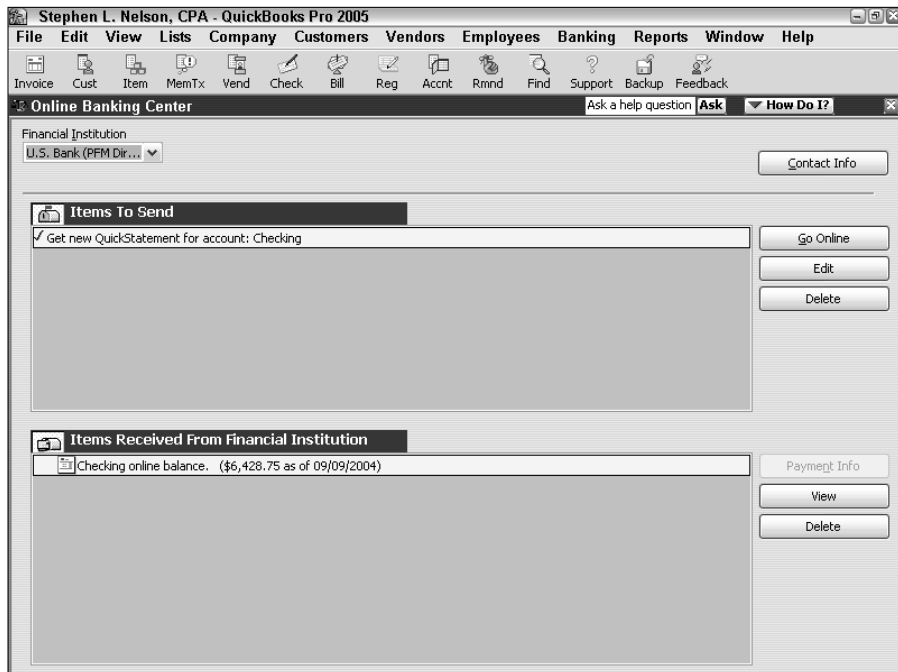 Stephen L. Nelson, CPA - QuickBooks Pro 2005
File Edit View Lists Company Customers Vendors Employees Banking Reports Window Help
Invoice Cust Item MemTx Vend Check Bill Reg Accnt Rmnd Find Support Backup Feedback
Online Banking Center Ask a help question Ask How Do I?
Financial Institution
U.S. Bank (PFM Dir...
Contact Info
Items To Send
Get new QuickStatement for account: Checking
Go Online
Edit
Delete
Items Received From Financial Institution
Checking online balance. ($6,428.75 as of 09/09/2004)
Payment Info
View
Delete